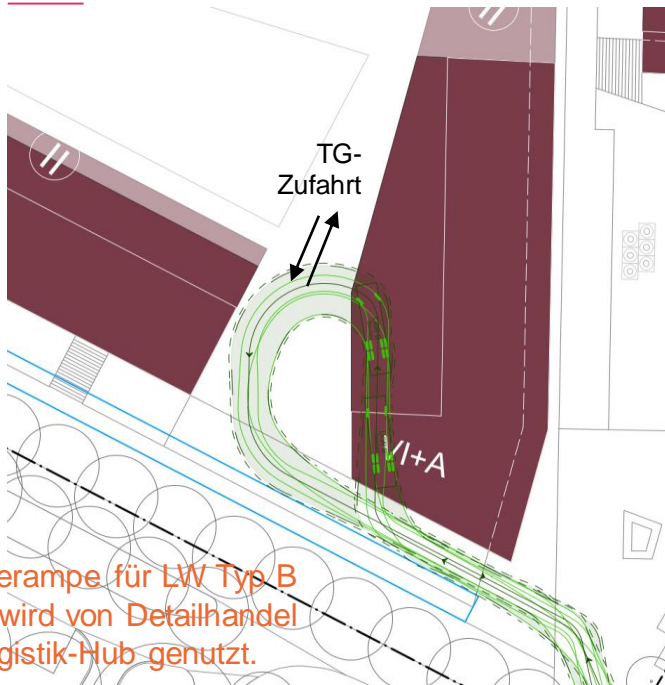 TG-
Zufahrt
VI+A
erampe für LW Typ B
wird von Detailhandel
gistik-Hub genutzt.